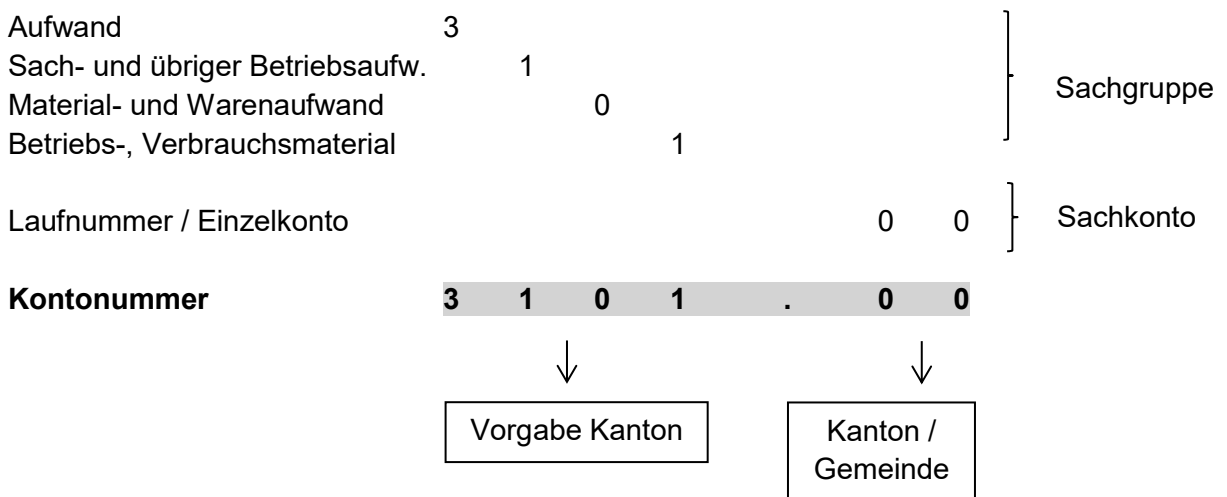 Aufwand 3
Sach- und übriger Betriebsaufw. 1
Material- und Warenaufwand 0
Betriebs-, Verbrauchsmaterial 1
Sachgruppe
Laufnummer / Einzelkonto 0 0 Sachkonto
Kontonummer 3 1 0 1 . 0 0
Vorgabe Kanton
Kanton /
Gemeinde